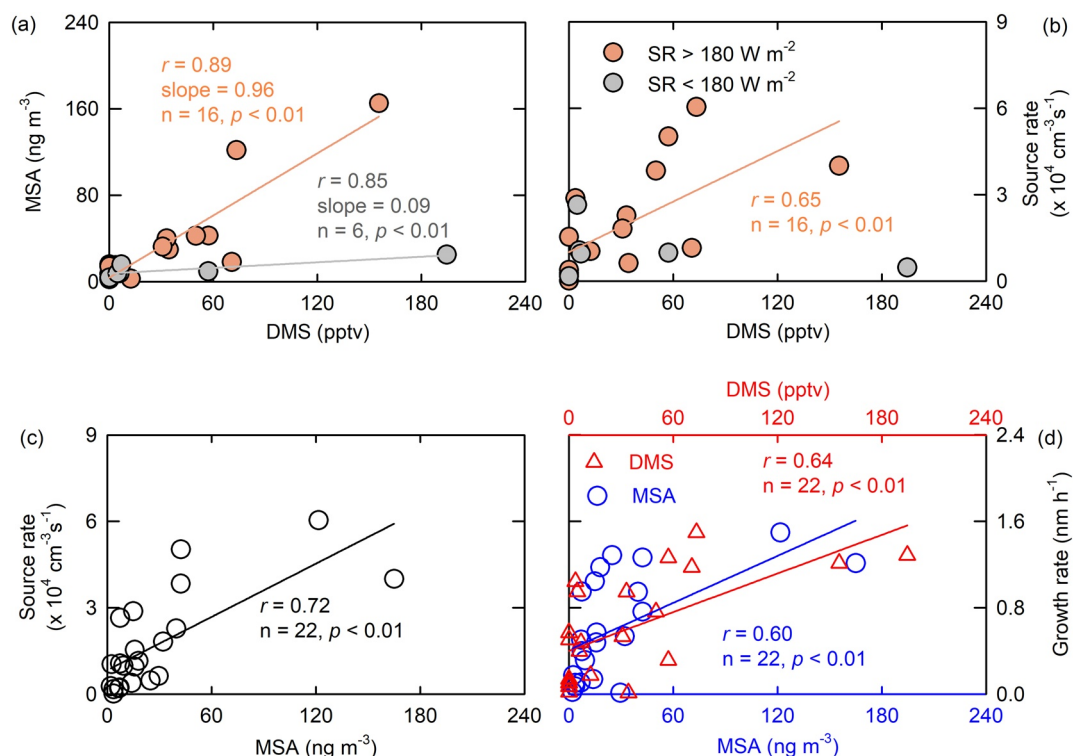 (a)
240
160
80
0
MSA (ng m⁻³)
r = 0.89
slope = 0.96
n = 16, p < 0.01
r = 0.85
slope = 0.09
n = 6, p < 0.01
0 60 120 180 240
DMS (pptv)
(b)
SR > 180 W m⁻²
SR < 180 W m⁻²
r = 0.65
n = 16, p < 0.01
9
6
3
0
Source rate
(x 10⁴ cm⁻³s⁻¹)
0 60 120 180 240
DMS (pptv)
(c)
9
6
3
0
Source rate
(x 10⁴ cm⁻³s⁻¹)
r = 0.72
n = 22, p < 0.01
0 60 120 180 240
MSA (ng m⁻³)
DMS (pptv)
0 60 120 180 240
(d)
DMS
MSA
r = 0.64
n = 22, p < 0.01
r = 0.60
n = 22, p < 0.01
2.4
1.6
0.8
0.0
Growth rate (nm h⁻¹)
0 60 120 180 240
MSA (ng m⁻³)